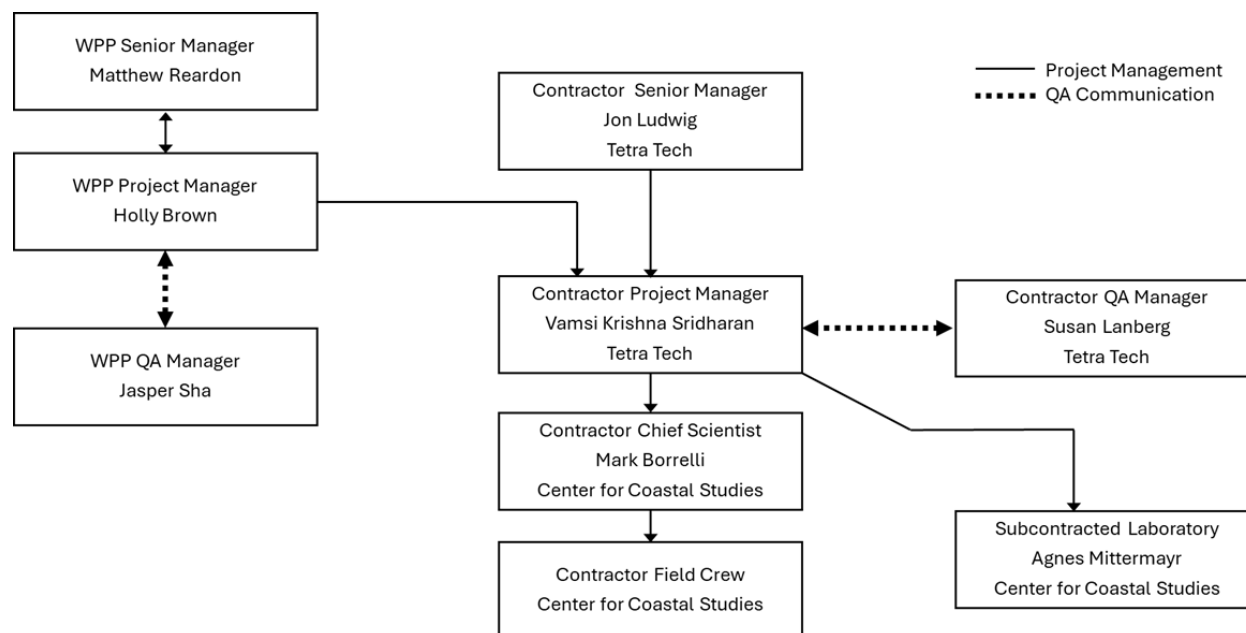 WPP Senior Manager
Matthew Reardon
WPP Project Manager
Holly Brown
WPP QA Manager
Jasper Sha
Contractor Senior Manager
Jon Ludwig
Tetra Tech
Contractor Project Manager
Vamsi Krishna Sridharan
Tetra Tech
Contractor Chief Scientist
Mark Borrelli
Center for Coastal Studies
Contractor Field Crew
Center for Coastal Studies
Project Management
QA Communication
Contractor QA Manager
Susan Lanberg
Tetra Tech
Subcontracted Laboratory
Agnes Mittermayr
Center for Coastal Studies